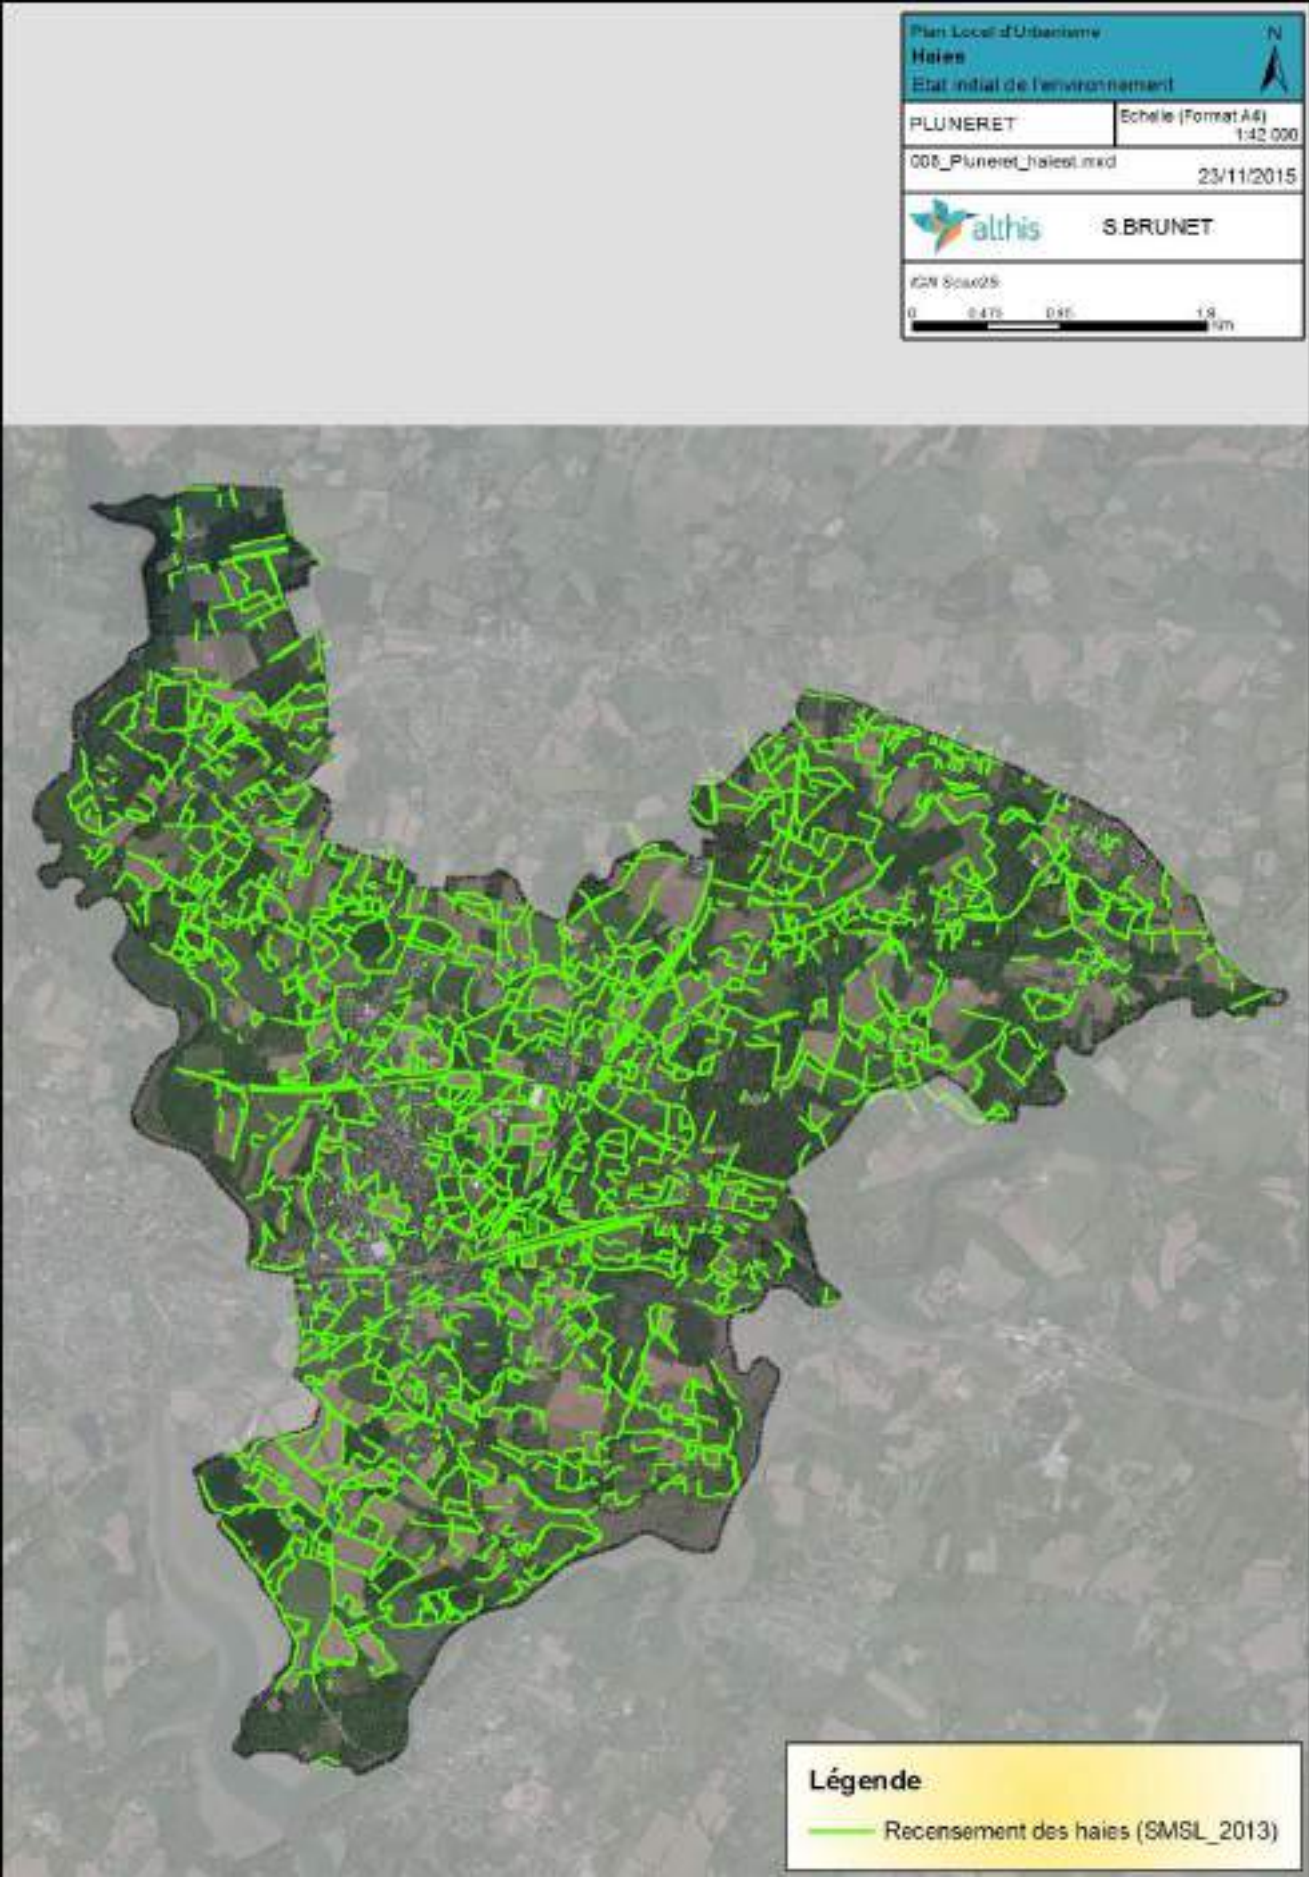 Plan Local d'Urbanisme
N
Haies
Etat initial de l'environnement
PLUNERET
Echelle (Format A4)
1:42 000
008_Pluneret_haiest.mxd
23/11/2015
althis
S.BRUNET
IGN Scan25
0 0.475 0.95 1.9
Km
Légende
Recensement des haies (SMSL_2013)